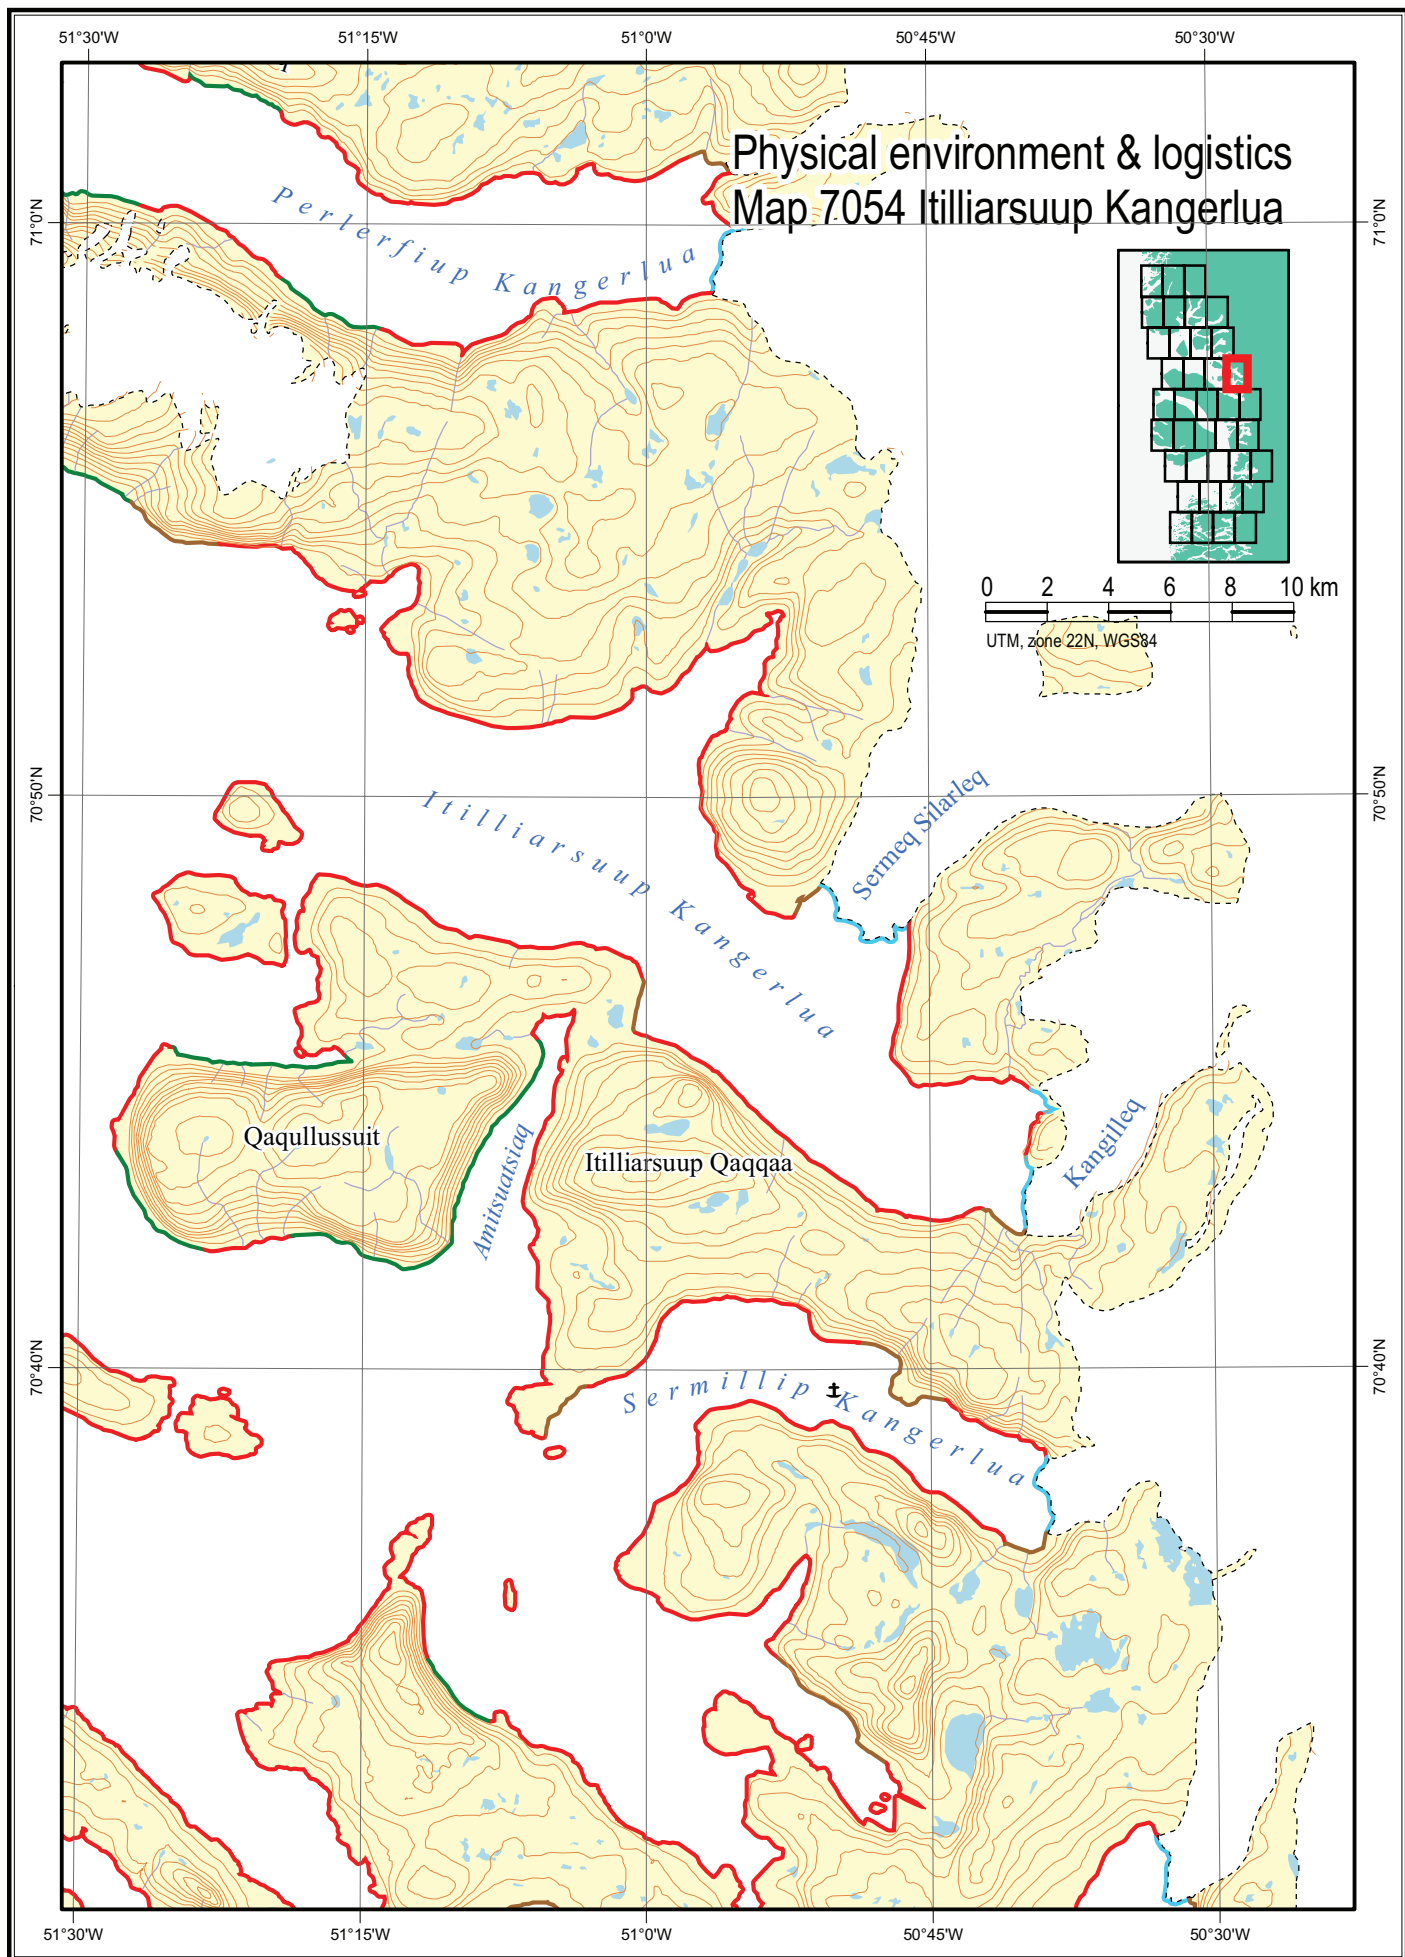 51°30'W 51°15'W 51°0'W 50°45'W 50°30'W
Physical environment & logistics
Map 7054 Itilliarsuup Kangerlua
71°0'N
71°0'N
Perlerfiup Kangerlua
0 2 4 6 8 10 km
UTM, zone 22N, WGS84
70°50'N
70°50'N
Sermeq Silarleq
Itilliarsuup Kangerlua
Kangilleq
Qaqullussuit
Amitsuatsiaq
Itilliarsuup Qaqqaa
70°40'N
70°40'N
Sermillip Kangerlua
51°30'W 51°15'W 51°0'W 50°45'W 50°30'W